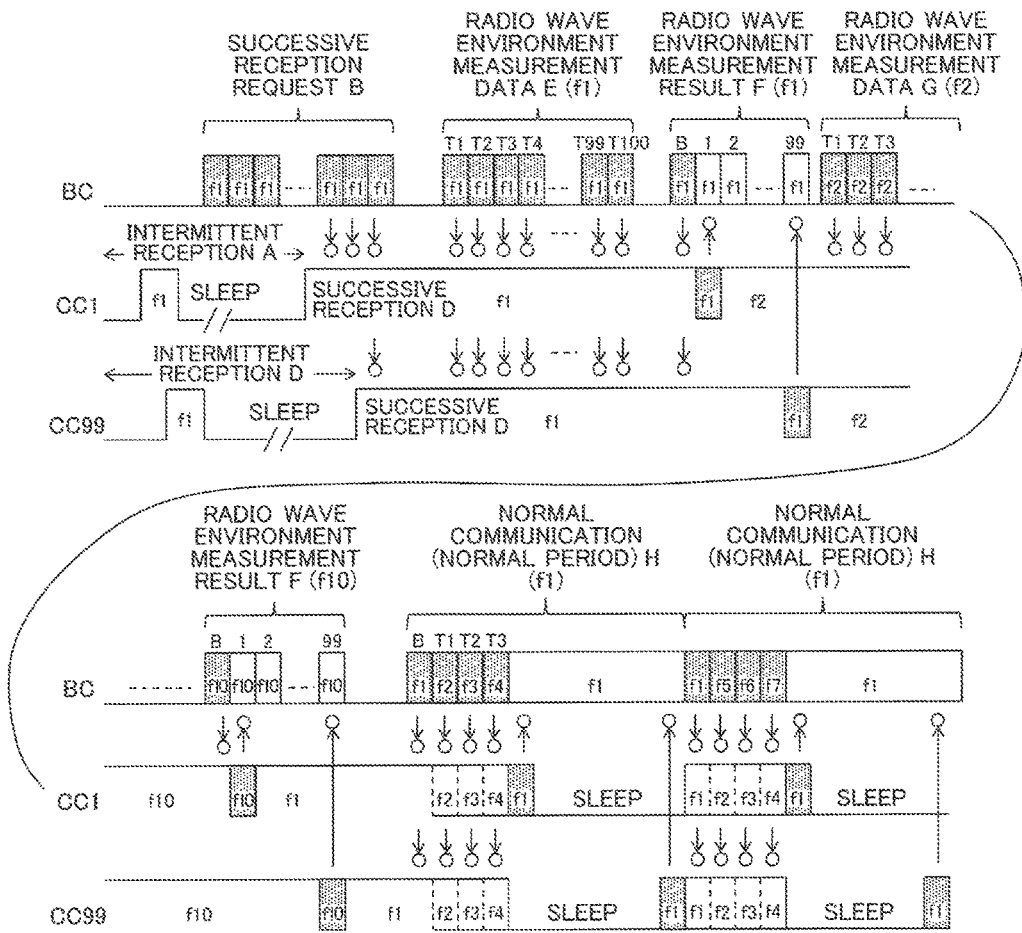 SUCCESSIVE
RECEPTION
REQUEST B
RADIO WAVE
ENVIRONMENT
MEASUREMENT
DATA E (f1)
RADIO WAVE
ENVIRONMENT
MEASUREMENT
RESULT F (f1)
RADIO WAVE
ENVIRONMENT
MEASUREMENT
DATA G (f2)
T1 T2 T3 T4 T99 T100 B 1 2 99 T1 T2 T3
BC f1 f1 f1 ---- f1 f1 f1 f1 f1 f1 f1 --- f1 f1 f1 f1 f1 --- f1 f2 f2 f2 ----
INTERMITTENT
RECEPTION A
CC1 f1 SLEEP SUCCESSIVE
RECEPTION D f1 f1 f2
INTERMITTENT
RECEPTION D
CC99 f1 SLEEP SUCCESSIVE
RECEPTION D f1 f1 f2
RADIO WAVE
ENVIRONMENT
MEASUREMENT
RESULT F (f10)
NORMAL
COMMUNICATION
(NORMAL PERIOD) H
(f1)
NORMAL
COMMUNICATION
(NORMAL PERIOD) H
(f1)
B 1 2 99 B T1 T2 T3
BC f10 f10 f10 f10 f1 f2 f3 f4 f1 f1 f5 f6 f7 f1
CC1 f10 f10 f1 f2 f3 f4 f1 SLEEP f1 f2 f3 f4 f1 SLEEP
CC99 f10 f10 f1 f2 f3 f4 SLEEP f1 f1 f2 f3 f4 SLEEP f1